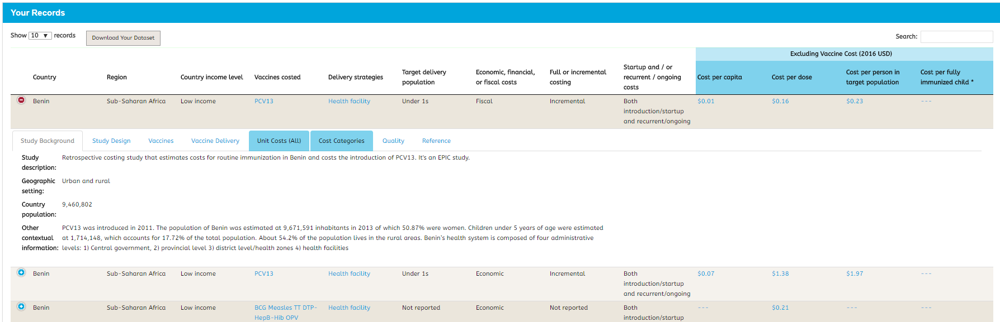 Your Records
Show 10 ▼ records
Download Your Dataset
Search:
Excluding Vaccine Cost (2016 USD)
Country
Region
Country income level
Vaccines costed
Delivery strategies
Target delivery
population
Economic, financial,
or fiscal costs
Full or incremental
costing
Startup and / or
recurrent / ongoing
costs
Cost per capita
Cost per dose
Cost per person in
target population
Cost per fully
immunized child *
Benin
Sub-Saharan Africa
Low income
PCV13
Health facility
Under 1s
Fiscal
Incremental
Both
introduction/startup
and recurrent/ongoing
$0.01
$0.16
$0.23
---
Study Background
Study Design
Vaccines
Vaccine Delivery
Unit Costs (All)
Cost Categories
Quality
Reference
Study
description:
Retrospective costing study that estimates costs for routine immunization in Benin and costs the introduction of PCV13. It's an EPIC study.
Geographic
setting:
Urban and rural
Country
population:
9,460,802
Other
contextual
information:
PCV13 was introduced in 2011. The population of Benin was estimated at 9,671,591 inhabitants in 2013 of which 50.87% were women. Children under 5 years of age were estimated
at 1,714,148, which accounts for 17.72% of the total population. About 54.2% of the population lives in the rural areas. Benin's health system is composed of four administrative
levels: 1) Central government, 2) provincial level 3) district level/health zones 4) health facilities
Benin
Sub-Saharan Africa
Low income
PCV13
Health facility
Under 1s
Economic
Incremental
Both
introduction/startup
and recurrent/ongoing
$0.07
$1.38
$1.97
---
Benin
Sub-Saharan Africa
Low income
BCG Measles TT DTP-
HepB-Hib OPV
Health facility
Not reported
Economic
Not reported
Both
introduction/startup
---
$0.21
---
---